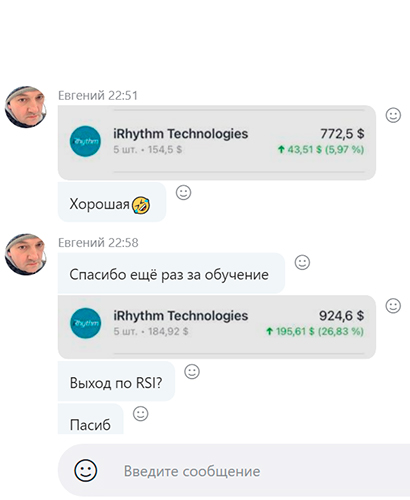 Евгений 22:51
iRhythm Technologies 772,5 $
5 шт. • 154,5 $ ↑ 43,51 $ (5,97 %)
Хорошая🤣
Евгений 22:58
Спасибо ещё раз за обучение
iRhythm Technologies 924,6 $
5 шт. • 184,92 $ ↑ 195,61 $ (26,83 %)
Выход по RSI?
Пасиб
Введите сообщение